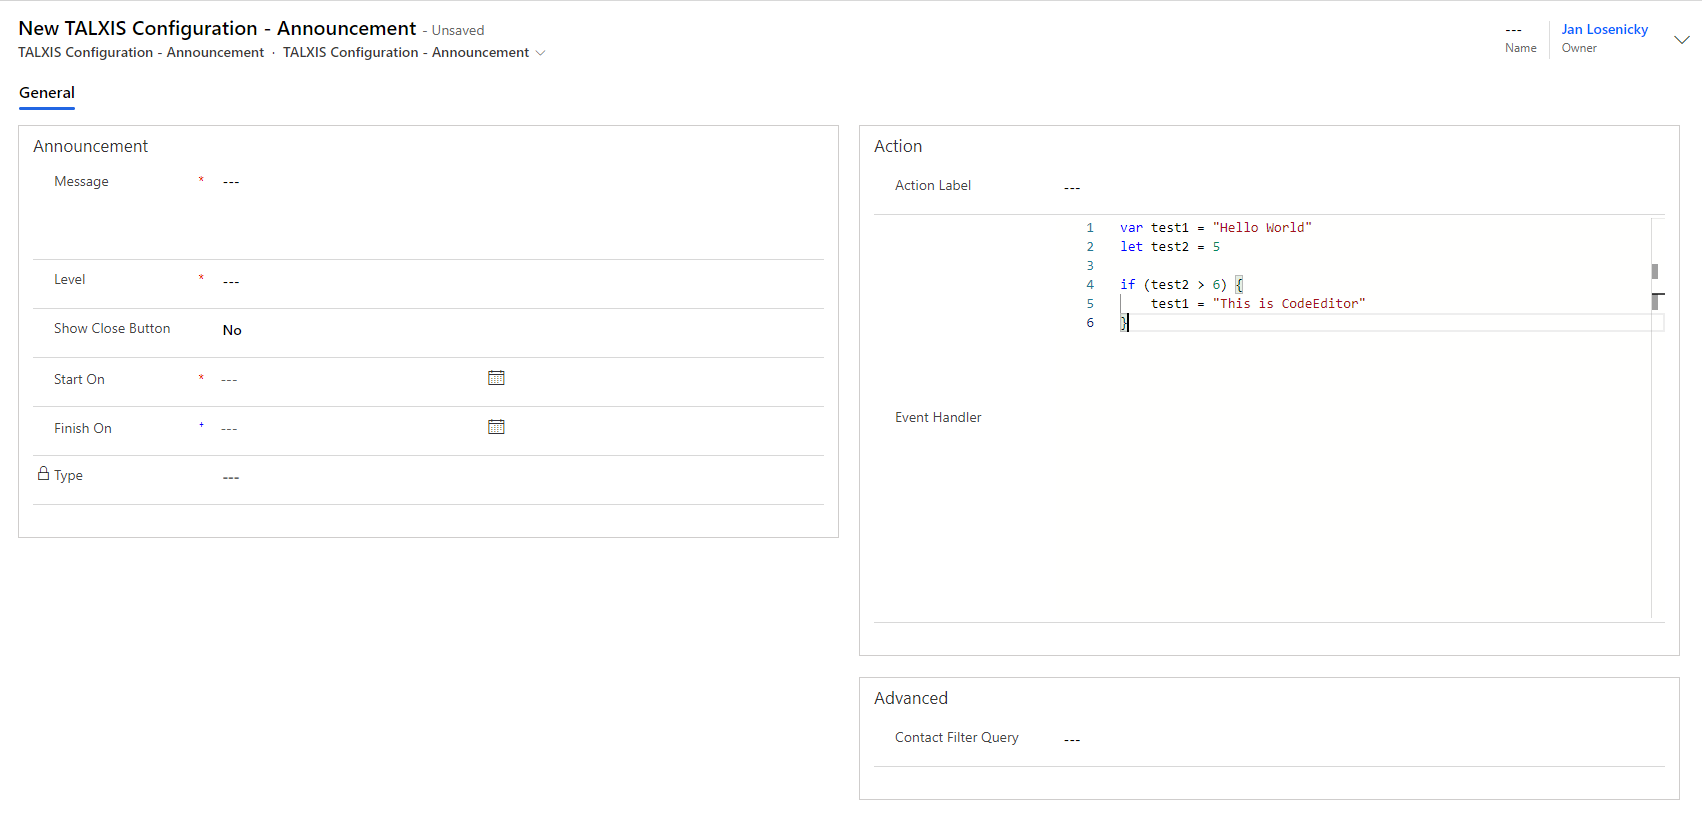 New TALXIS Configuration - Announcement - Unsaved
TALXIS Configuration - Announcement · TALXIS Configuration - Announcement
---
Name
Jan Losenicky
Owner
General
Announcement
Message * ---
Level * ---
Show Close Button No
Start On * ---
Finish On + ---
Type ---
Action
Action Label ---
Event Handler
1 var test1 = "Hello World"
2 let test2 = 5
3
4 if (test2 > 6) {
5     test1 = "This is CodeEditor"
6 }
Advanced
Contact Filter Query ---